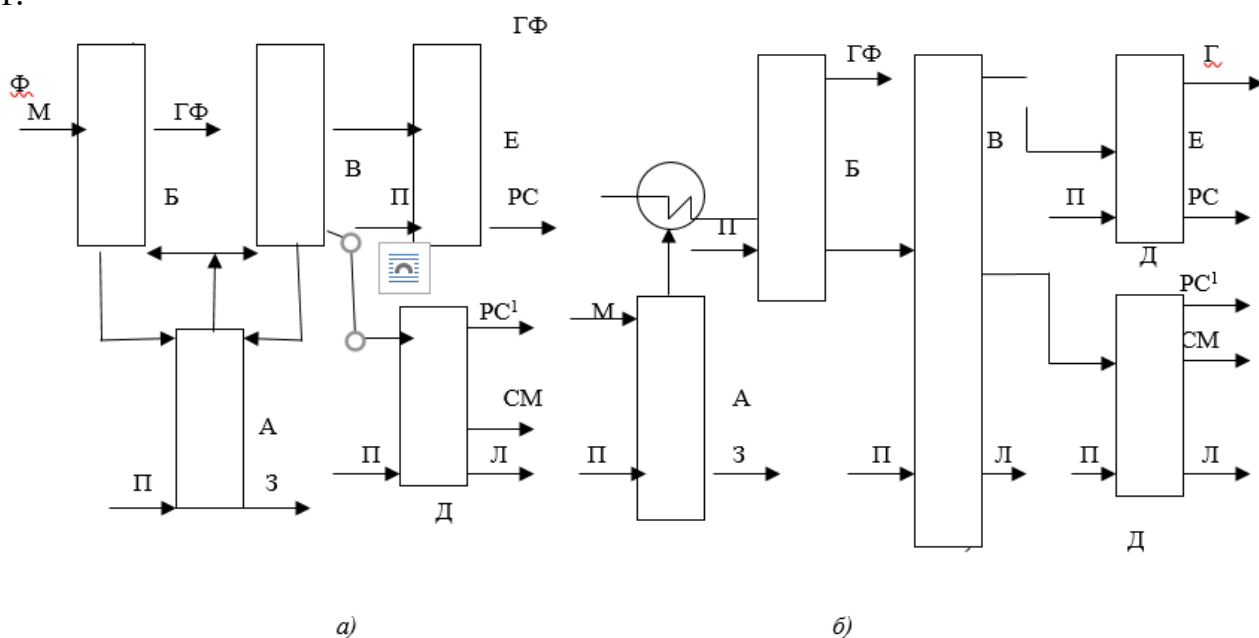 1.
ГФ
Ф
М
ГФ
Б
В
Е
П
РС
РС¹
СМ
А
П
З
П
Л
Д
а)
ГФ
Г
Б
В
Е
П
П
РС
Д
М
РС¹
СМ
А
П
З
П
Л
П
Л
Д
б)